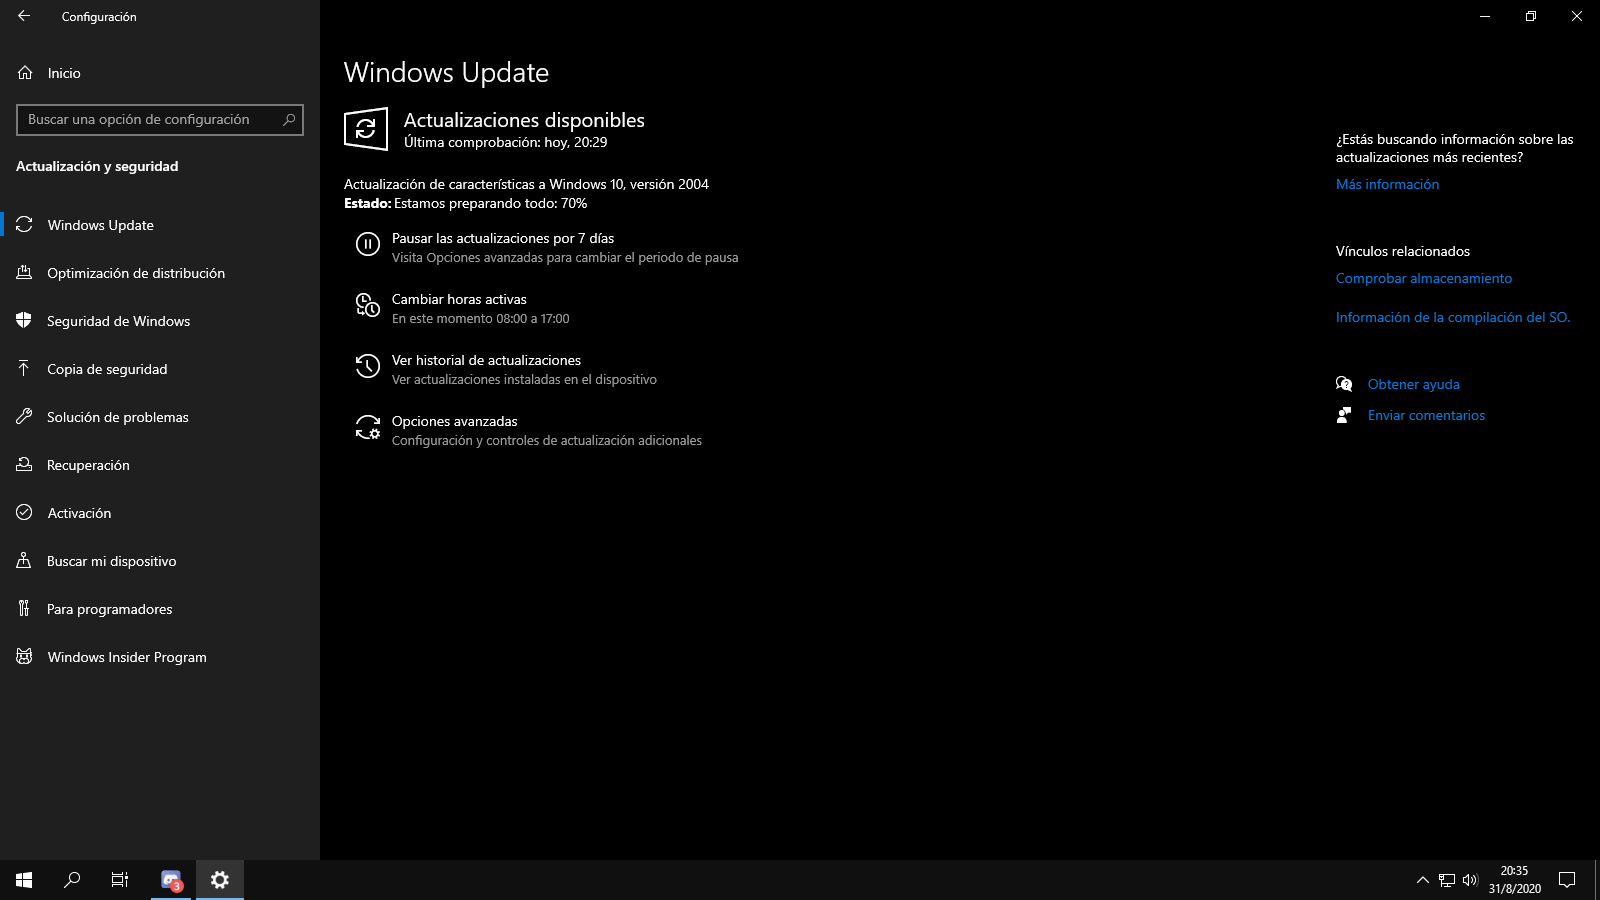 Configuración
Inicio
Buscar una opción de configuración
Actualización y seguridad
Windows Update
Optimización de distribución
Seguridad de Windows
Copia de seguridad
Solución de problemas
Recuperación
Activación
Buscar mi dispositivo
Para programadores
Windows Insider Program
Windows Update
Actualizaciones disponibles
Última comprobación: hoy, 20:29
Actualización de características a Windows 10, versión 2004
Estado: Estamos preparando todo: 70%
Pausar las actualizaciones por 7 días
Visita Opciones avanzadas para cambiar el periodo de pausa
Cambiar horas activas
En este momento 08:00 a 17:00
Ver historial de actualizaciones
Ver actualizaciones instaladas en el dispositivo
Opciones avanzadas
Configuración y controles de actualización adicionales
¿Estás buscando información sobre las
actualizaciones más recientes?
Más información
Vínculos relacionados
Comprobar almacenamiento
Información de la compilación del SO.
Obtener ayuda
Enviar comentarios
3
20:35
31/8/2020